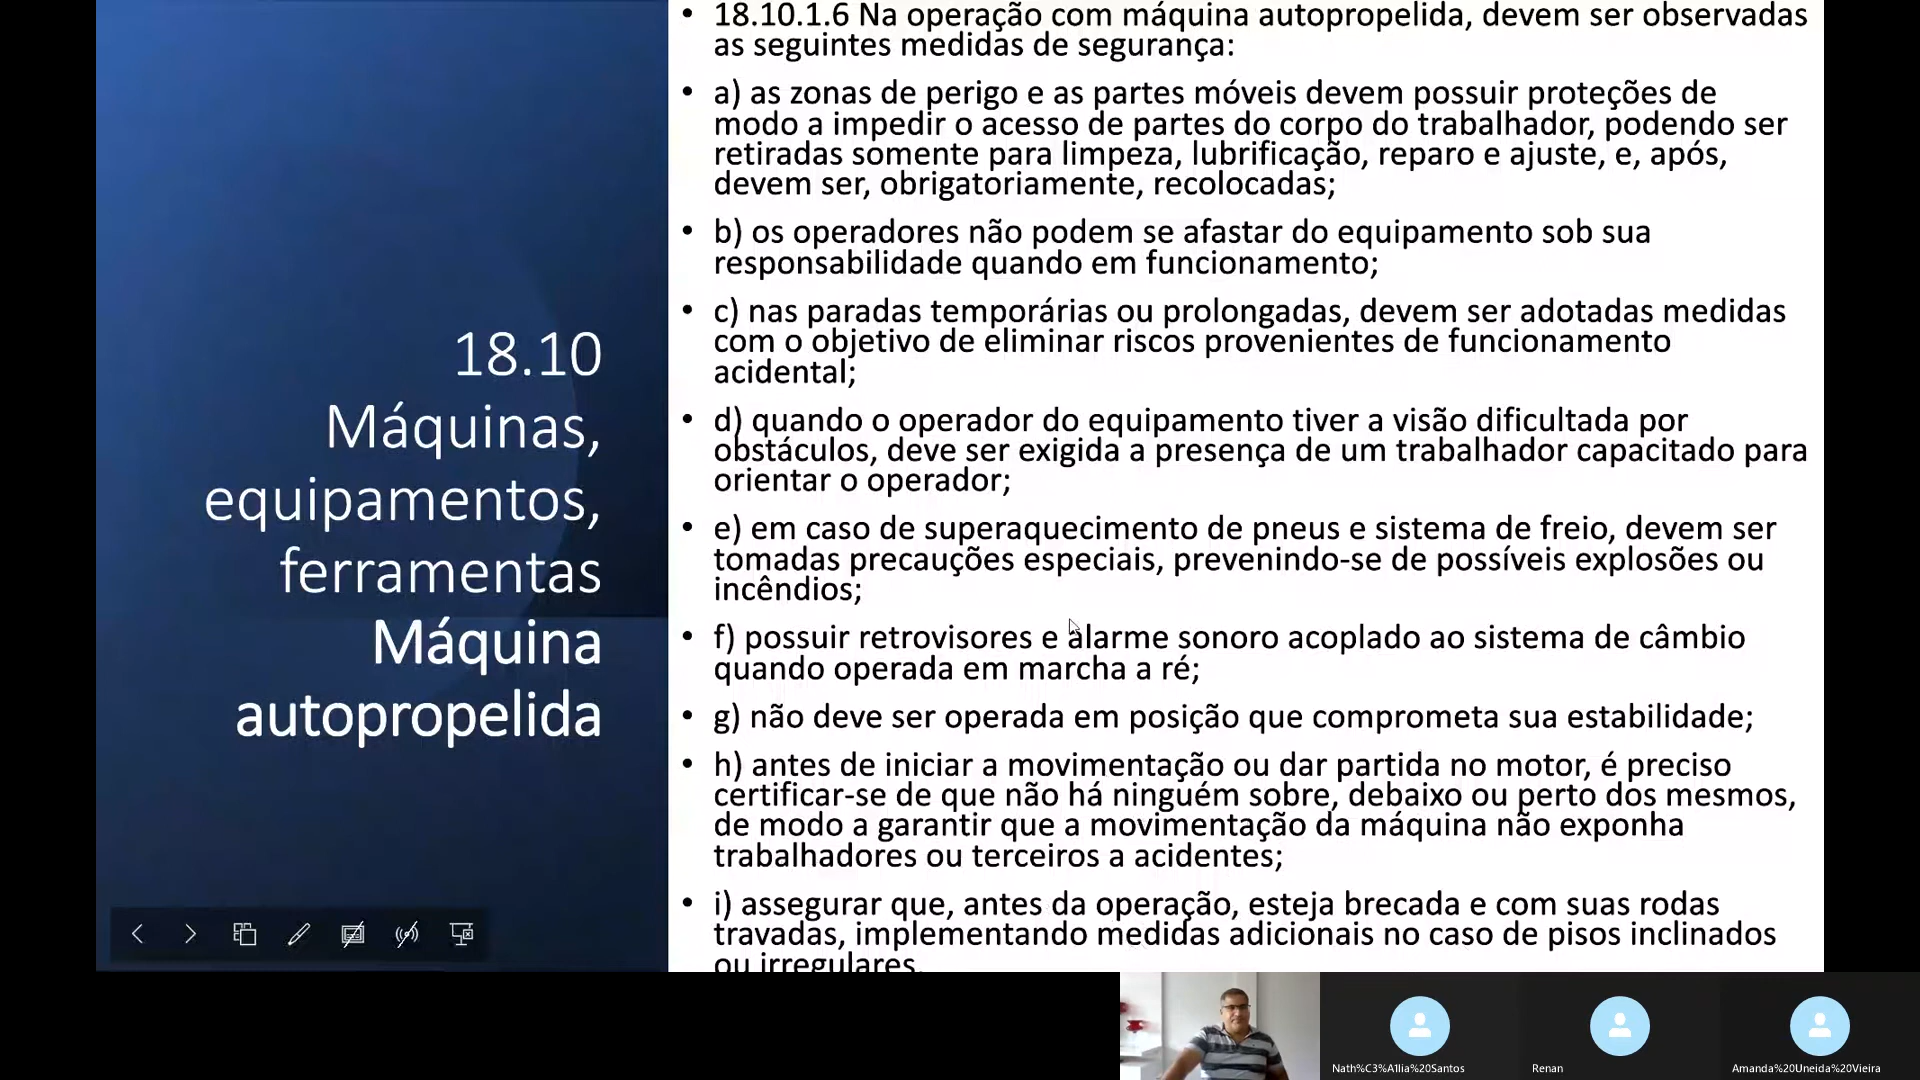 18.10
Máquinas,
equipamentos,
ferramentas
Máquina
autopropelida
• 18.10.1.6 Na operação com máquina autopropelida, devem ser observadas
as seguintes medidas de segurança:
• a) as zonas de perigo e as partes móveis devem possuir proteções de
modo a impedir o acesso de partes do corpo do trabalhador, podendo ser
retiradas somente para limpeza, lubrificação, reparo e ajuste, e, após,
devem ser, obrigatoriamente, recolocadas;
• b) os operadores não podem se afastar do equipamento sob sua
responsabilidade quando em funcionamento;
• c) nas paradas temporárias ou prolongadas, devem ser adotadas medidas
com o objetivo de eliminar riscos provenientes de funcionamento
acidental;
• d) quando o operador do equipamento tiver a visão dificultada por
obstáculos, deve ser exigida a presença de um trabalhador capacitado para
orientar o operador;
• e) em caso de superaquecimento de pneus e sistema de freio, devem ser
tomadas precauções especiais, prevenindo-se de possíveis explosões ou
incêndios;
• f) possuir retrovisores e alarme sonoro acoplado ao sistema de câmbio
quando operada em marcha a ré;
• g) não deve ser operada em posição que comprometa sua estabilidade;
• h) antes de iniciar a movimentação ou dar partida no motor, é preciso
certificar-se de que não há ninguém sobre, debaixo ou perto dos mesmos,
de modo a garantir que a movimentação da máquina não exponha
trabalhadores ou terceiros a acidentes;
• i) assegurar que, antes da operação, esteja brecada e com suas rodas
travadas, implementando medidas adicionais no caso de pisos inclinados
ou irregulares.
Nath%C3%A1lia%20Santos
Renan
Amanda%20Uneida%20Vieira